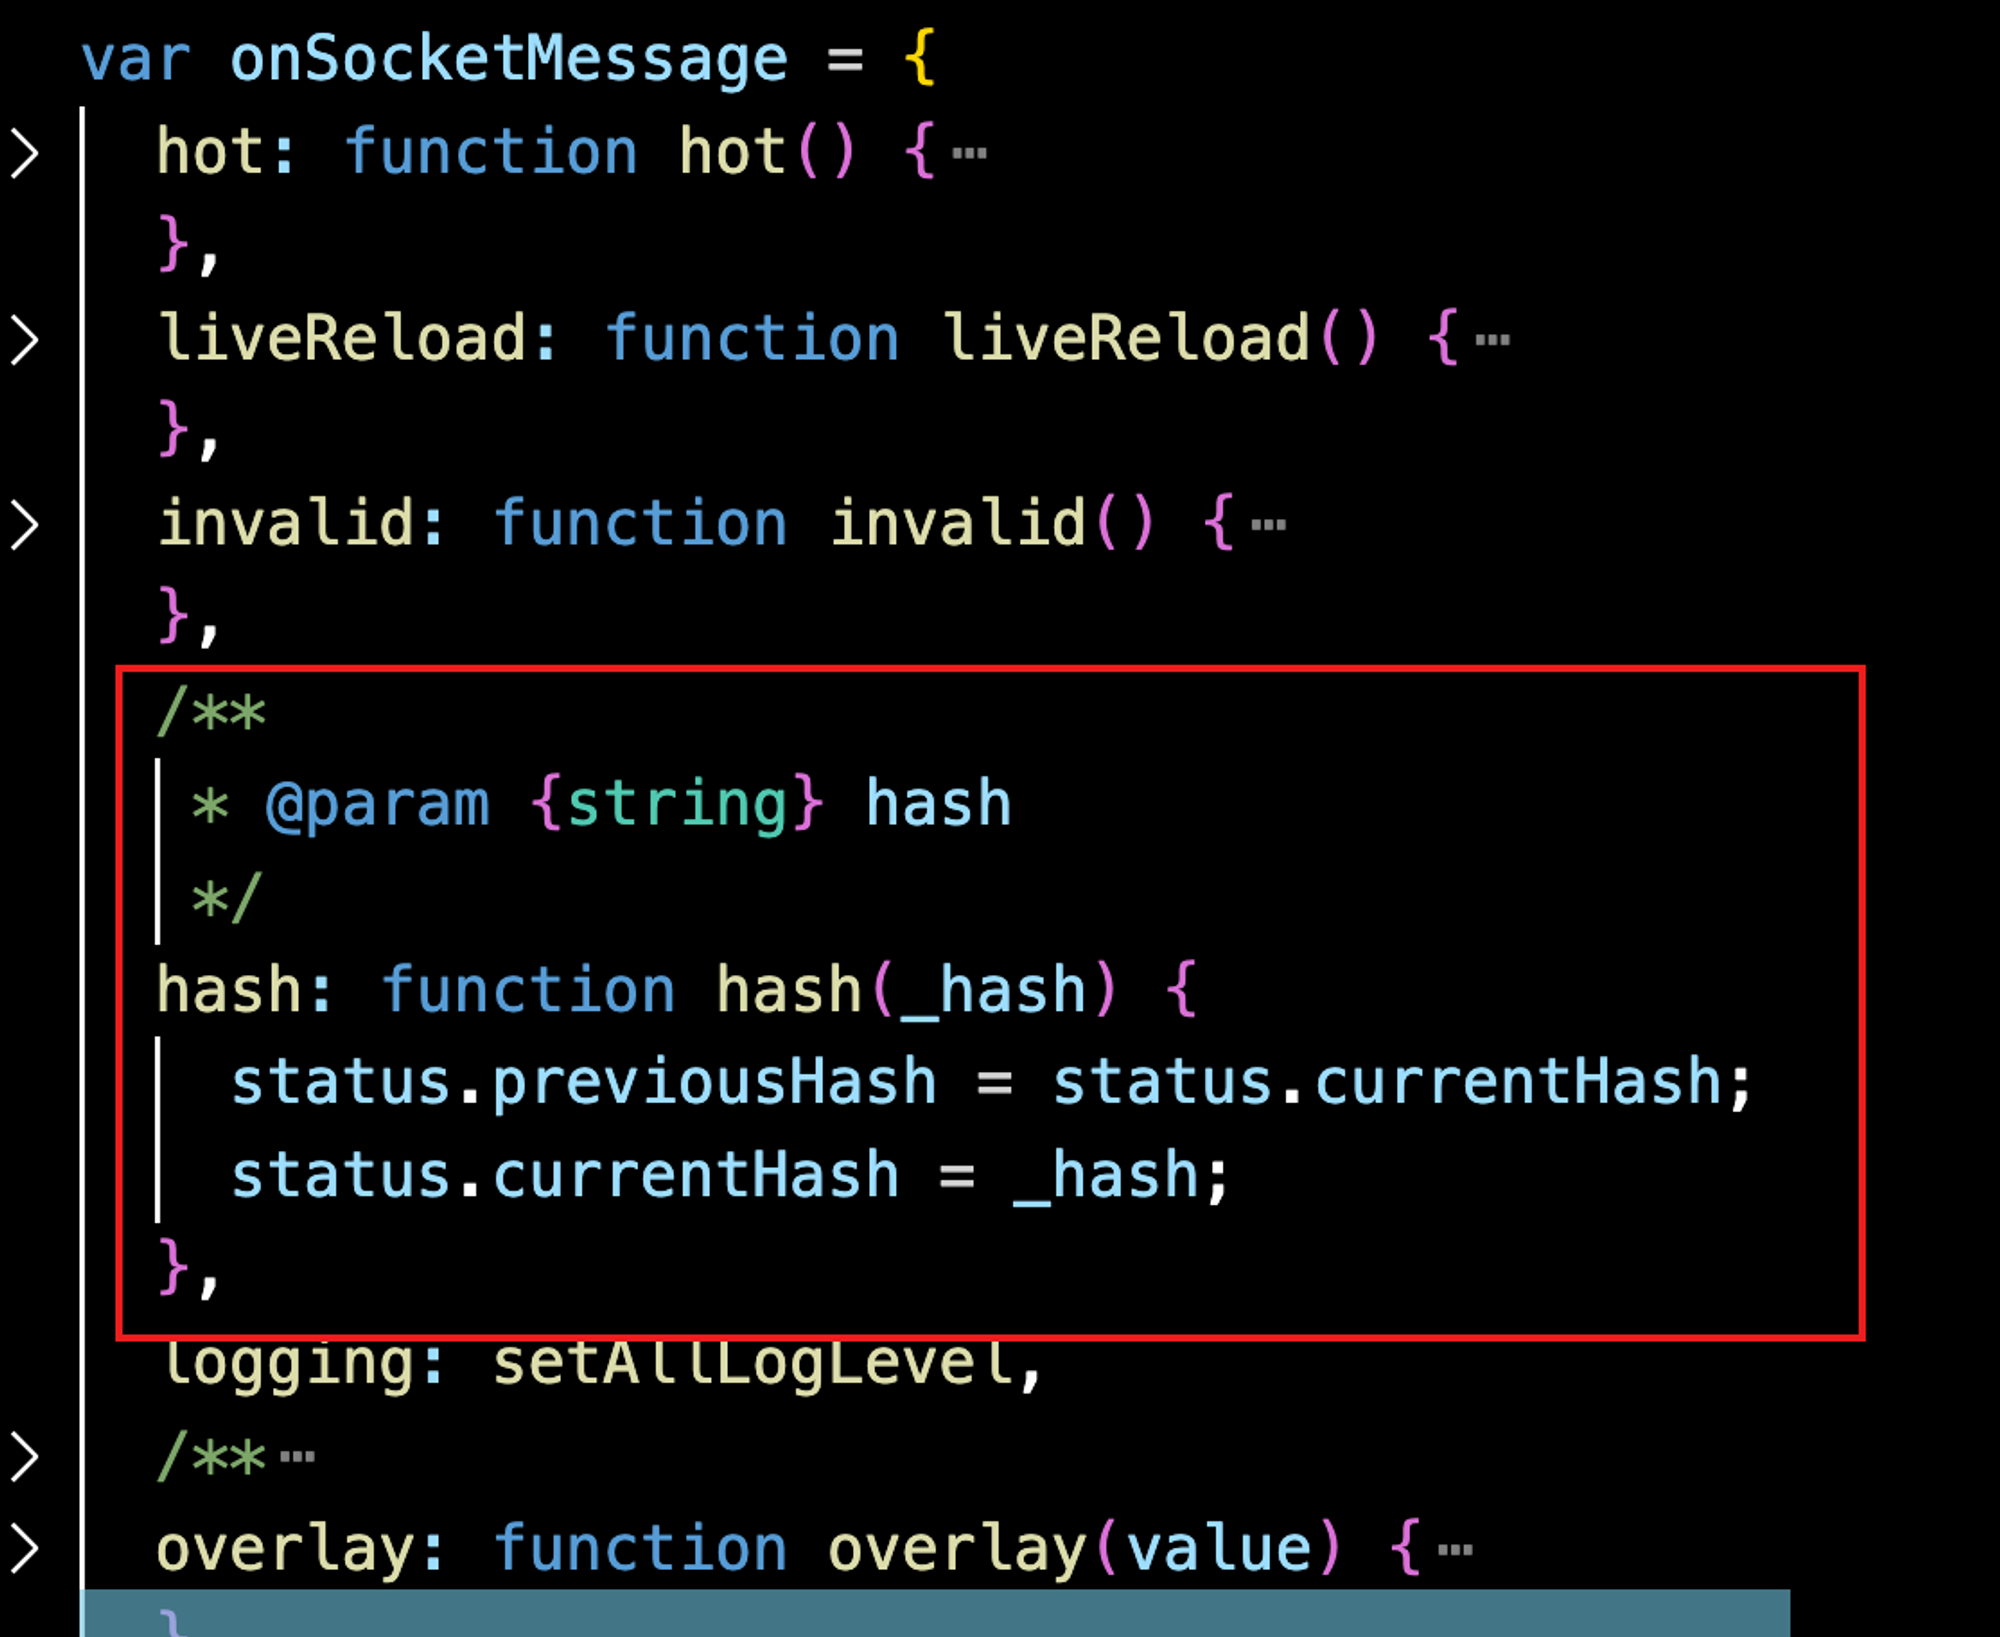 var onSocketMessage = {
hot: function hot() {…
},
liveReload: function liveReload() {…
},
invalid: function invalid() {…
},
/**
* @param {string} hash
*/
hash: function hash(_hash) {
status.previousHash = status.currentHash;
status.currentHash = _hash;
},
logging: setAllLogLevel,
/**…
overlay: function overlay(value) {…
}